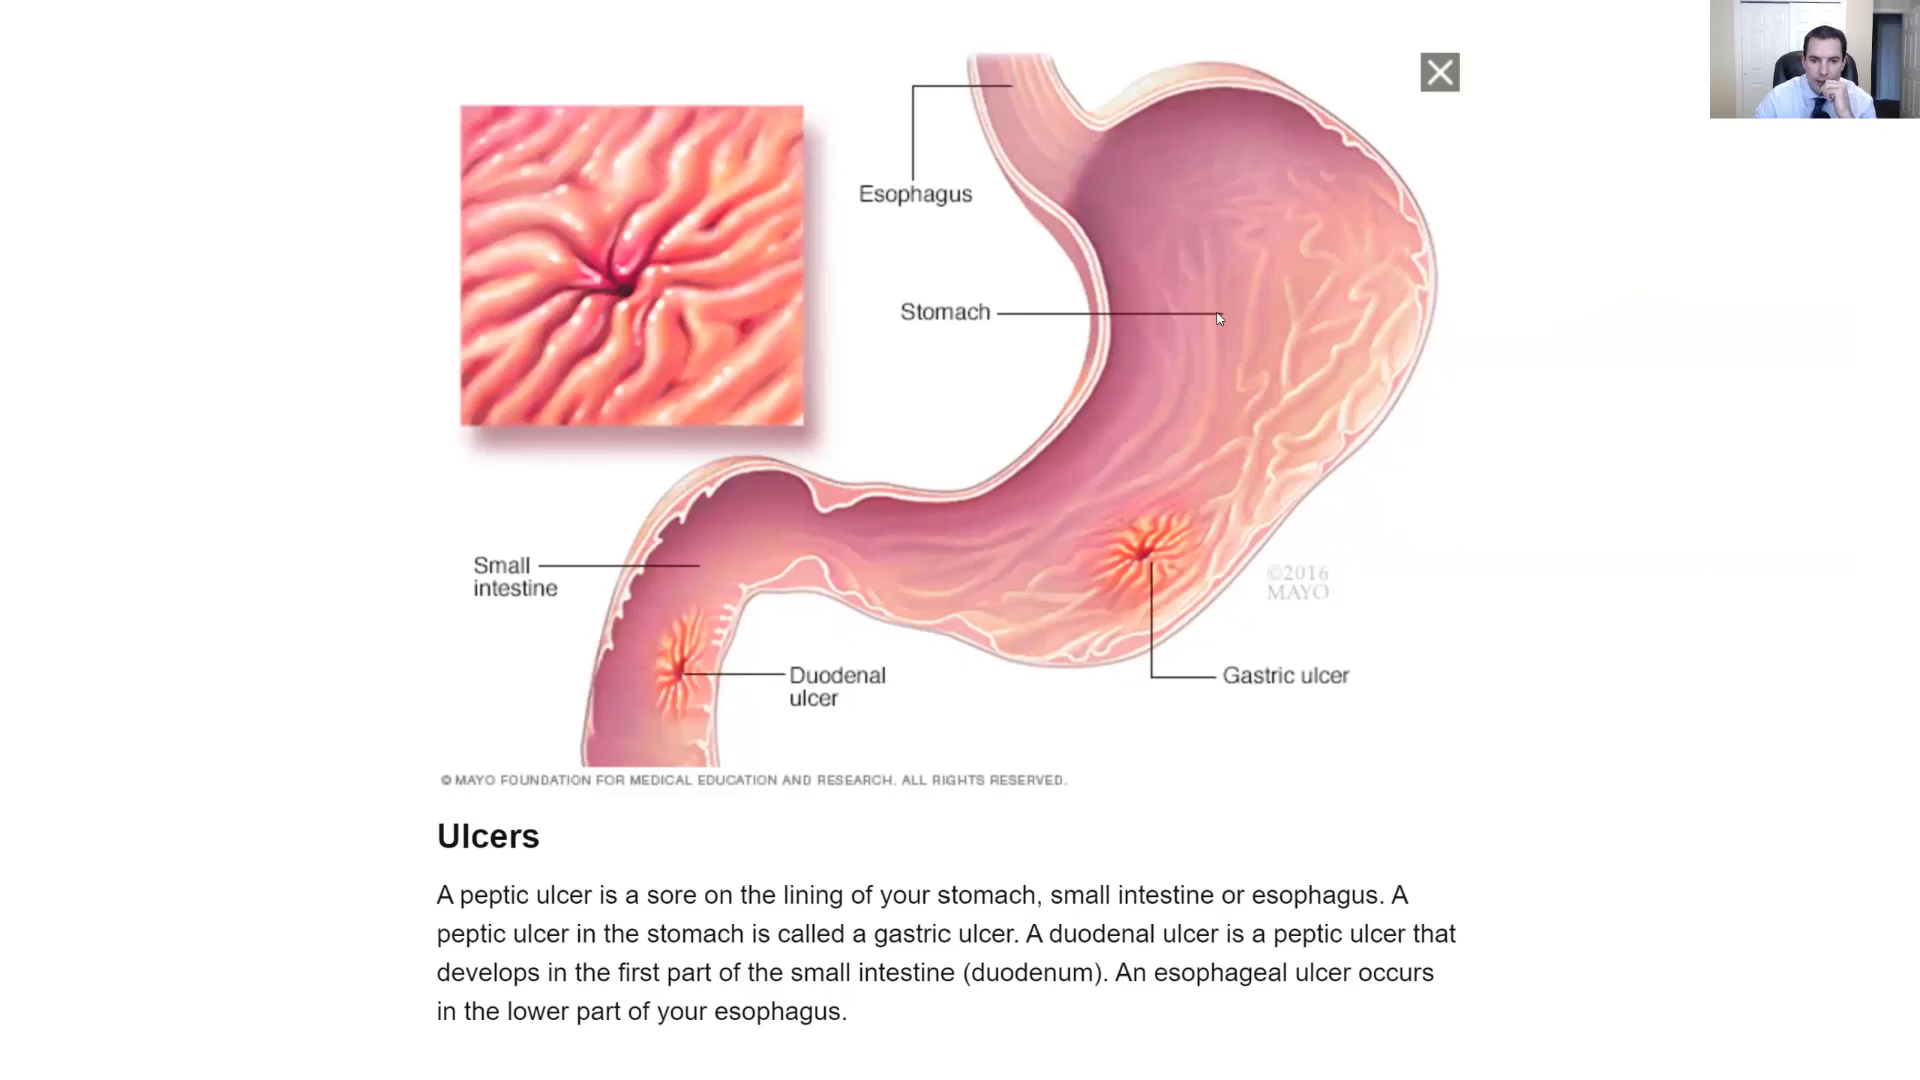 Esophagus
Stomach
Small
intestine
©2016
MAYO
Duodenal
ulcer
Gastric ulcer
© MAYO FOUNDATION FOR MEDICAL EDUCATION AND RESEARCH. ALL RIGHTS RESERVED.
Ulcers
A peptic ulcer is a sore on the lining of your stomach, small intestine or esophagus. A
peptic ulcer in the stomach is called a gastric ulcer. A duodenal ulcer is a peptic ulcer that
develops in the first part of the small intestine (duodenum). An esophageal ulcer occurs
in the lower part of your esophagus.